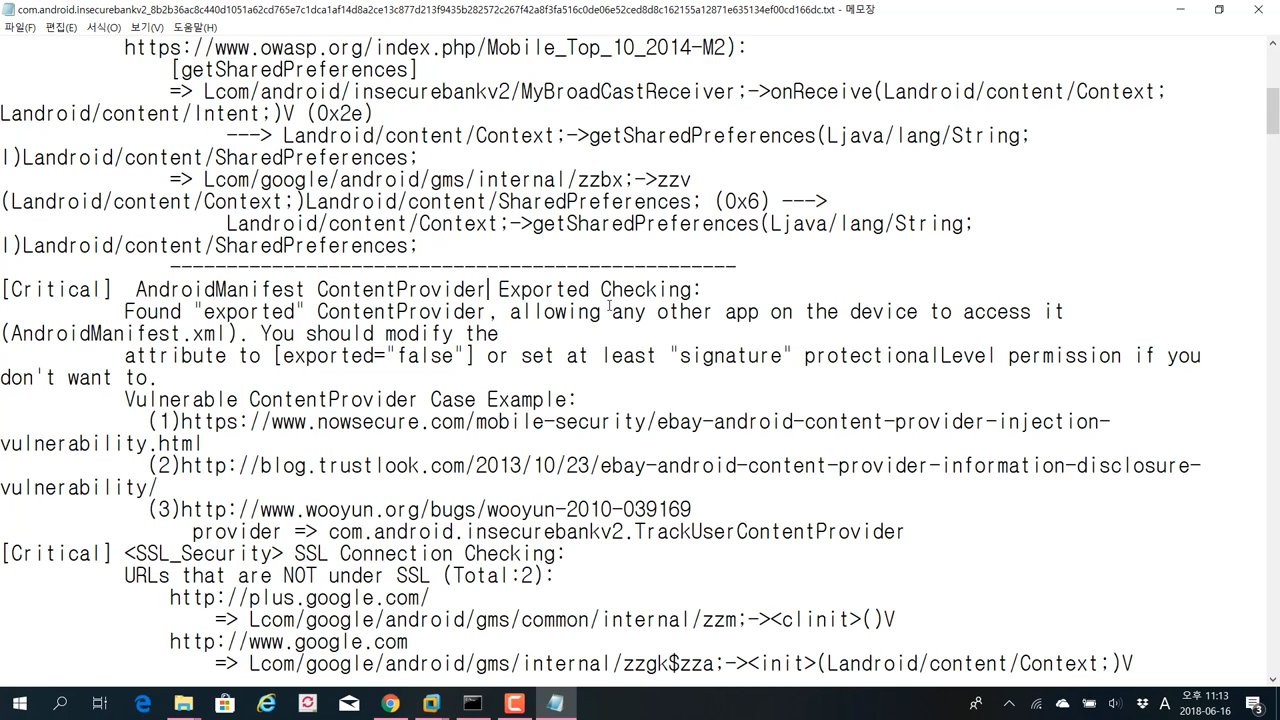 com.android.insecurebankv2_8b2b36ac8c440d1051a62cd765e7c1dca1af14d8a2ce13c877d213f9435b282572c267f42a8f3fa516c0de06e52ced8d8c162155a12871e635134ef00cd166dc.txt - 메모장
파일(F) 편집(E) 서식(O) 보기(V) 도움말(H)
https://www.owasp.org/index.php/Mobile_Top_10_2014-M2):
[getSharedPreferences]
=> Lcom/android/insecurebankv2/MyBroadCastReceiver;->onReceive(Landroid/content/Context;
Landroid/content/Intent;)V (0x2e)
---> Landroid/content/Context;->getSharedPreferences(Ljava/lang/String;
I)Landroid/content/SharedPreferences;
=> Lcom/google/android/gms/internal/zzbx;->zzv
(Landroid/content/Context;)Landroid/content/SharedPreferences; (0x6) --->
Landroid/content/Context;->getSharedPreferences(Ljava/lang/String;
I)Landroid/content/SharedPreferences;
--------------------------------------------------
[Critical]  AndroidManifest ContentProvider Exported Checking:
Found "exported" ContentProvider, allowing any other app on the device to access it
(AndroidManifest.xml). You should modify the
attribute to [exported="false"] or set at least "signature" protectionalLevel permission if you
don't want to.
Vulnerable ContentProvider Case Example:
(1)https://www.nowsecure.com/mobile-security/ebay-android-content-provider-injection-
vulnerability.html
(2)http://blog.trustlook.com/2013/10/23/ebay-android-content-provider-information-disclosure-
vulnerability/
(3)http://www.wooyun.org/bugs/wooyun-2010-039169
provider => com.android.insecurebankv2.TrackUserContentProvider
[Critical] <SSL_Security> SSL Connection Checking:
URLs that are NOT under SSL (Total:2):
http://plus.google.com/
=> Lcom/google/android/gms/common/internal/zzm;-><clinit>()V
http://www.google.com
=> Lcom/google/android/gms/internal/zzgk$zza;-><init>(Landroid/content/Context;)V
A 오후 11:13
2018-06-16
3